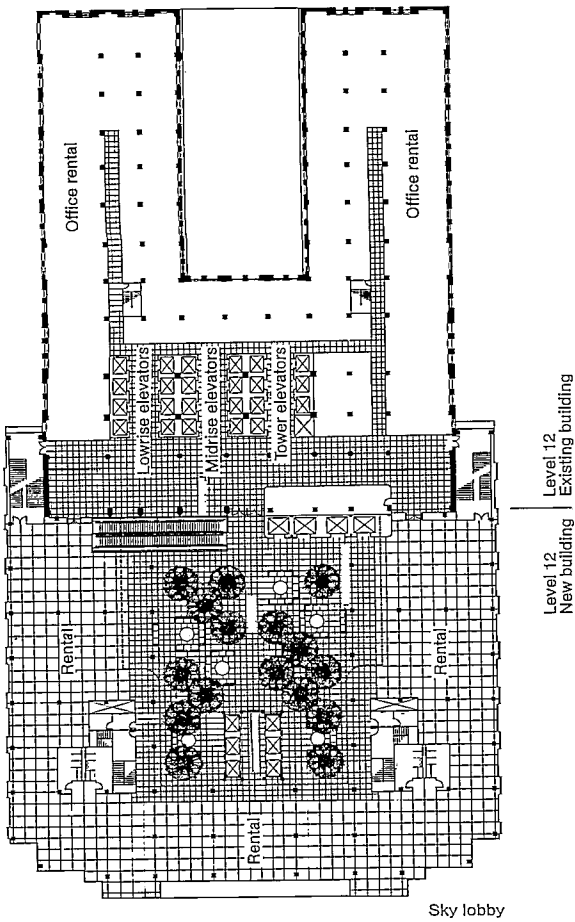 Office rental
Office rental
Lowrise elevators
Midrise elevators
Tower elevators
Level 12
Existing building
Level 12
New building
Rental
Rental
Rental
Sky lobby